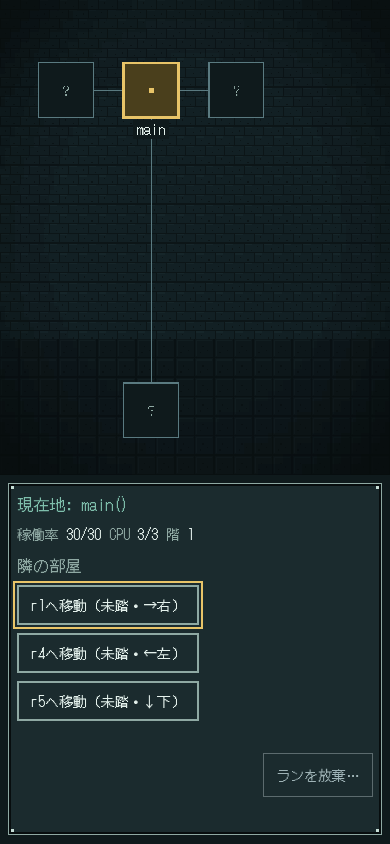 ?
?
main
?
現在地: main()
稼働率 30/30 CPU 3/3 階 1
隣の部屋
r1へ移動（未踏・→右）
r4へ移動（未踏・←左）
r5へ移動（未踏・↓下）
ランを放棄…